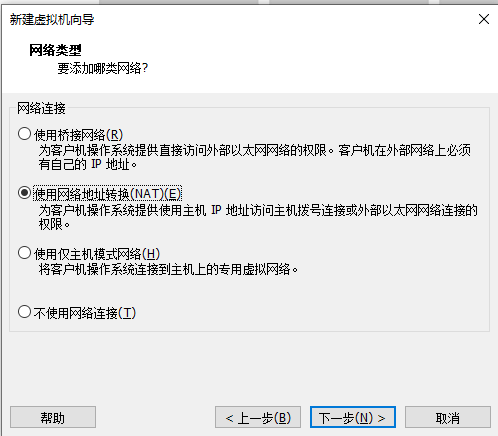 新建虚拟机向导
网络类型
要添加哪类网络?
网络连接
使用桥接网络(R)
为客户机操作系统提供直接访问外部以太网网络的权限。客户机在外部网络上必须
有自己的 IP 地址。
使用网络地址转换(NAT)(E)
为客户机操作系统提供使用主机 IP 地址访问主机拨号连接或外部以太网网络连接的
权限。
使用仅主机模式网络(H)
将客户机操作系统连接到主机上的专用虚拟网络。
不使用网络连接(T)
帮助 < 上一步(B) 下一步(N) > 取消